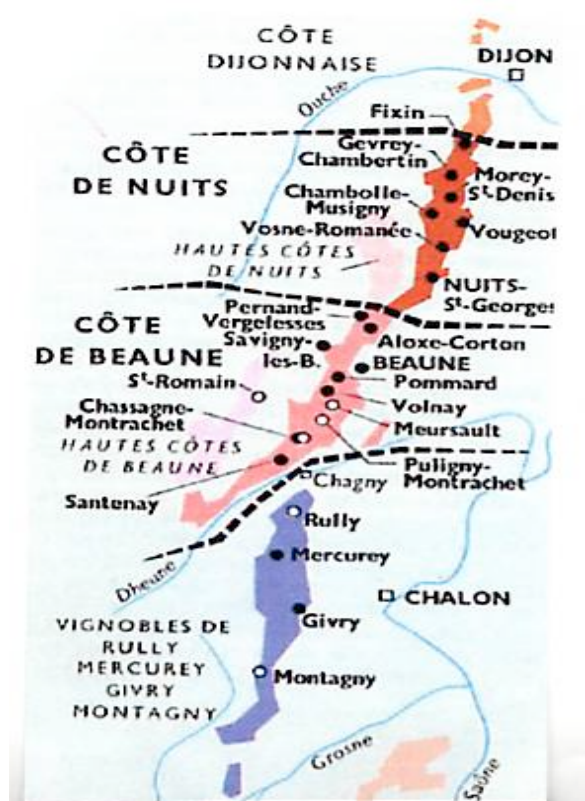 CÔTE
DIJONNAISE
DIJON
Ouche
Fixin
CÔTE
DE NUITS
Gevrey-
Chambertin
Morey-
St-Denis
Chambolle-
Musigny
Vosne-Romanée
Vougeot
HAUTES CÔTES
DE NUITS
NUITS-
St-Georges
Pernand-
Vergelesses
CÔTE
DE BEAUNE
Savigny-
les-B.
Aloxe-Corton
BEAUNE
St-Romain
Pommard
Volnay
Chassagne-
Montrachet
Meursault
HAUTES CÔTES
DE BEAUNE
Puligny-
Montrachet
Santenay
Chagny
Rully
Dheune
Mercurey
CHALON
Givry
VIGNOBLES DE
RULLY
MERCUREY
GIVRY
MONTAGNY
Montagny
Grosne
Saône